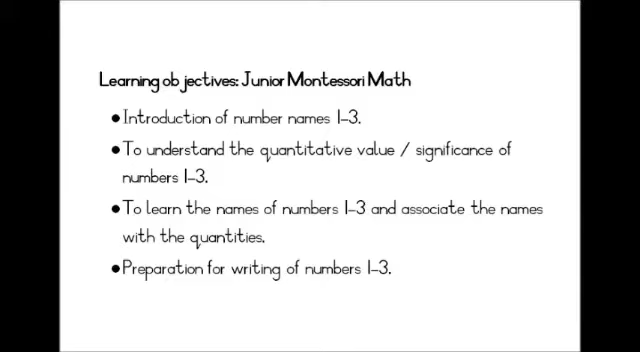 Learning objectives: Junior Montessori Math
●Introduction of number names 1-3.
●To understand the quantitative value / significance of
numbers 1-3.
●To learn the names of numbers 1-3 and associate the names
with the quantities.
●Preparation for writing of numbers 1-3.